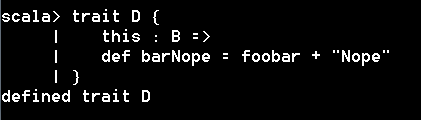 scala> trait D {
     |     this : B =>
     |     def barNope = foobar + "Nope"
     | }
defined trait D